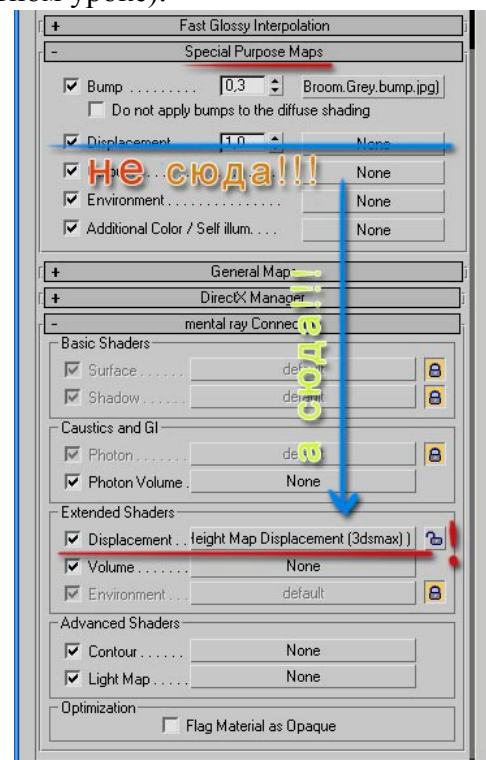 ном уроке).
+ Fast Glossy Interpolation
- Special Purpose Maps
Bump ......... 0,3 Broom.Grey.bump.jpg)
Do not apply bumps to the diffuse shading
Displacement 1,0 None
не сюда!!! None
Environment............... None
Additional Color / Self illum.... None
+ General Maps
+ DirectX Manager
- mental ray Connection
Basic Shaders
Surface...... default
Shadow...... default
а сюда!!!
Caustics and GI
Photon...... default
Photon Volume. None
Extended Shaders
Displacement.. leight Map Displacement (3dsmax) ) !
Volume....... None
Environment... default
Advanced Shaders
Contour...... None
Light Map..... None
Optimization
Flag Material as Opaque